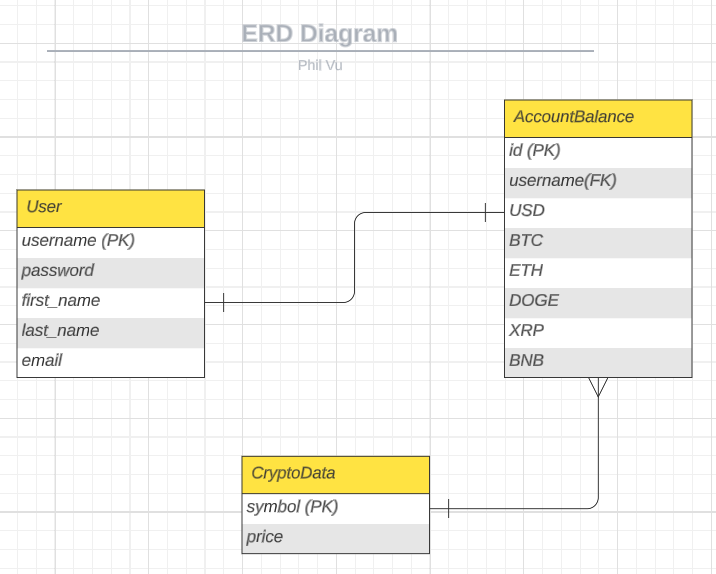 ERD Diagram
Phil Vu
AccountBalance
id (PK)
username(FK)
USD
BTC
ETH
DOGE
XRP
BNB
User
username (PK)
password
first_name
last_name
email
CryptoData
symbol (PK)
price